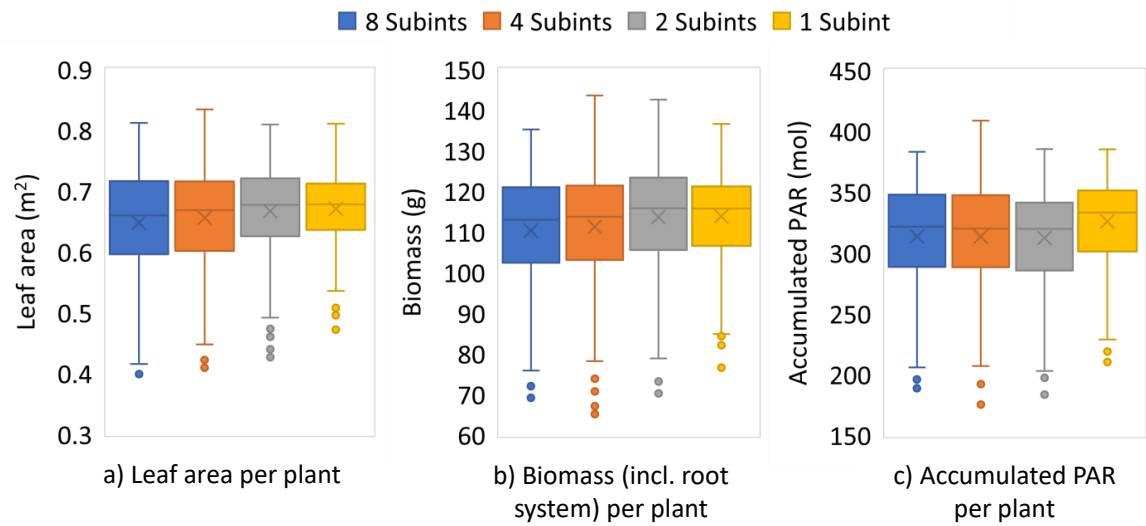 8 Subints 4 Subints 2 Subints 1 Subint
Leaf area (m²)
0.9
0.8
0.7
0.6
0.5
0.4
0.3
a) Leaf area per plant
Biomass (g)
150
140
130
120
110
100
90
80
70
60
b) Biomass (incl. root
system) per plant
Accumulated PAR (mol)
450
400
350
300
250
200
150
c) Accumulated PAR
per plant